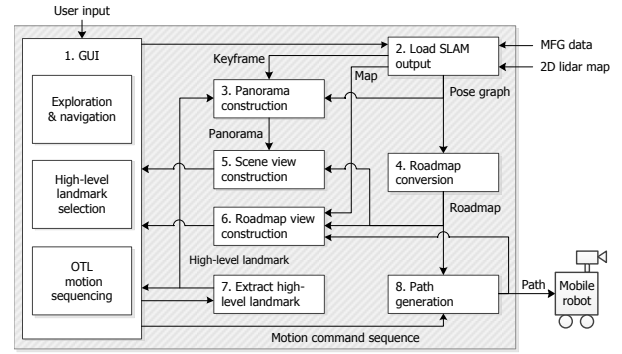 User input
1. GUI
Exploration
& navigation
High-level
landmark
selection
OTL
motion
sequencing
2. Load SLAM
output
MFG data
2D lidar map
Keyframe
Map
Pose graph
3. Panorama
construction
Panorama
5. Scene view
construction
4. Roadmap
conversion
Roadmap
6. Roadmap view
construction
High-level landmark
7. Extract high-
level landmark
8. Path
generation
Path
Mobile
robot
Motion command sequence